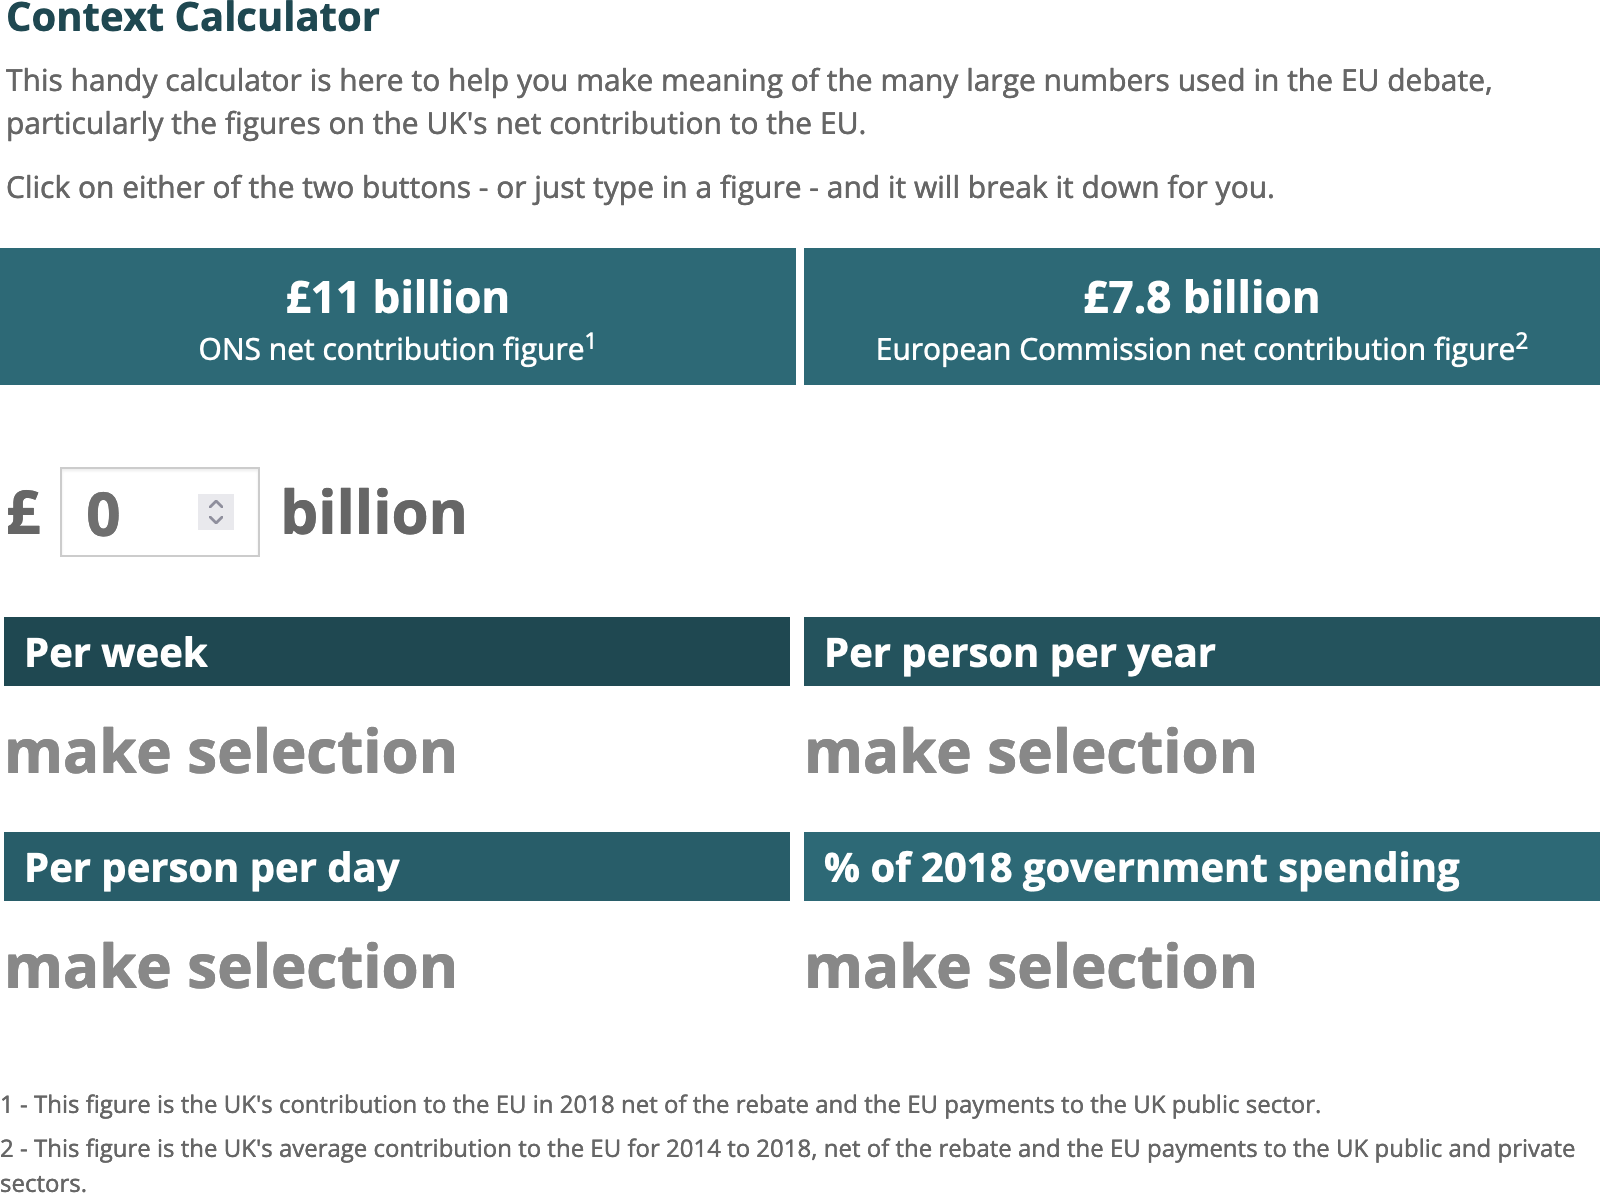 Context Calculator
This handy calculator is here to help you make meaning of the many large numbers used in the EU debate,
particularly the figures on the UK's net contribution to the EU.
Click on either of the two buttons - or just type in a figure - and it will break it down for you.
£11 billion
ONS net contribution figure1
£7.8 billion
European Commission net contribution figure2
£ 0 billion
Per week
make selection
Per person per year
make selection
Per person per day
make selection
% of 2018 government spending
make selection
1 - This figure is the UK's contribution to the EU in 2018 net of the rebate and the EU payments to the UK public sector.
2 - This figure is the UK's average contribution to the EU for 2014 to 2018, net of the rebate and the EU payments to the UK public and private
sectors.